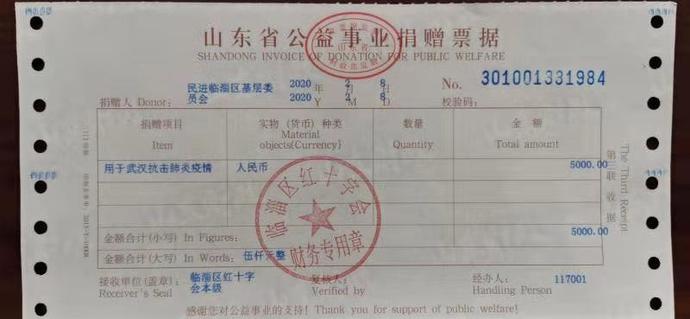 山东省公益事业捐赠票据
SHANDONG INVOICE OF DONATION FOR PUBLIC WELFARE
捐赠人 Donor: 民进临淄区基层委员会 2020 年 2 月 8 日
2020 Y 2 M 8 D
No. 301001331984
校验码:
捐赠项目 实物（货币）种类 数量 金额
Item Material objects(Currency) Quantity Total amount
用于武汉抗击肺炎疫情 人民币 5000.00
金额合计(小写) In Figures: 5000.00
金额合计(大写) In Words: 伍仟元整
接收单位(盖章): 临淄区红十字会本级 复核人: 经办人: 117001
Receiver's Seal Verified by Handling Person
感谢您对公益事业的支持! Thank you for support of public welfare!
第三联 收据
The Third Receipt
临淄区红十字会
财务专用章